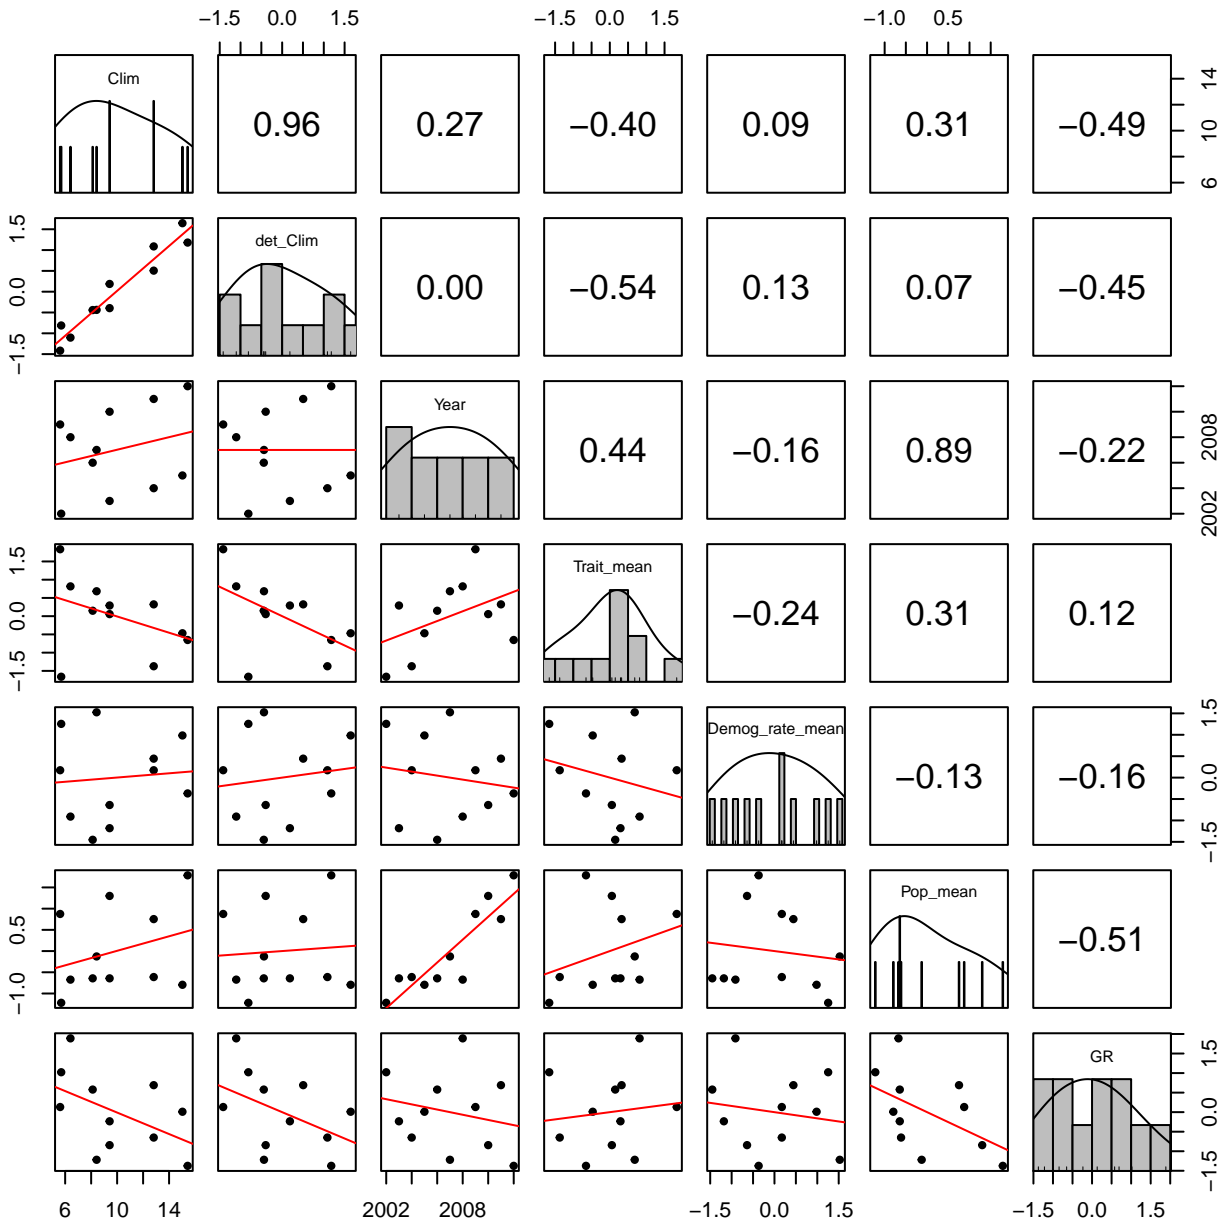 −1.5 0.0 1.5 −1.5 0.0 1.5 −1.0 0.5
Clim 0.96 0.27 −0.40 0.09 0.31 −0.49 6 10 14
−1.5 0.0 1.5 det_Clim 0.00 −0.54 0.13 0.07 −0.45
Year 0.44 −0.16 0.89 −0.22 2002 2008
−1.5 0.0 1.5 Trait_mean −0.24 0.31 0.12
Demog_rate_mean −0.13 −0.16 −1.5 0.0 1.5
−1.0 0.5 Pop_mean −0.51
GR −1.5 0.0 1.5
6 10 14 2002 2008 −1.5 0.0 1.5 −1.5 0.0 1.5